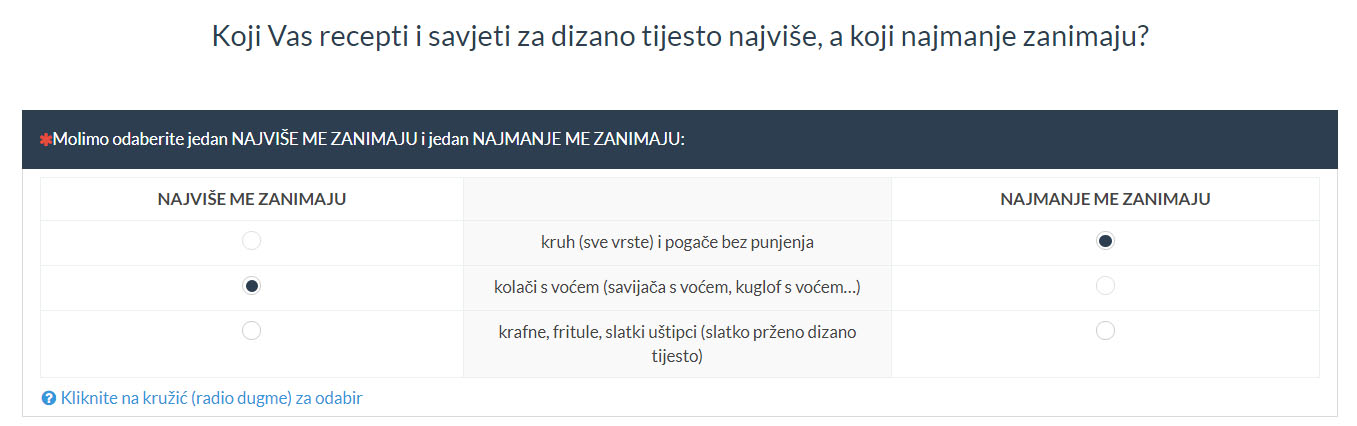 Koji Vas recepti i savjeti za dizano tijesto najviše, a koji najmanje zanimaju?
✱Molimo odaberite jedan NAJVIŠE ME ZANIMAJU i jedan NAJMANJE ME ZANIMAJU:
NAJVIŠE ME ZANIMAJU NAJMANJE ME ZANIMAJU
kruh (sve vrste) i pogače bez punjenja
kolači s voćem (savijača s voćem, kuglof s voćem...)
krafne, fritule, slatki uštipci (slatko prženo dizano
tijesto)
Kliknite na kružić (radio dugme) za odabir